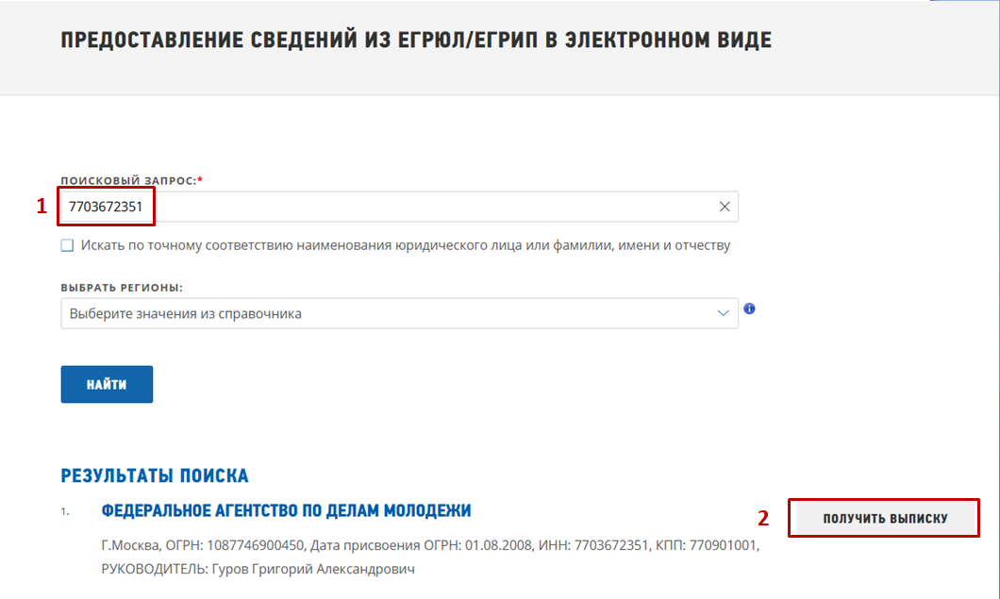 ПРЕДОСТАВЛЕНИЕ СВЕДЕНИЙ ИЗ ЕГРЮЛ/ЕГРИП В ЭЛЕКТРОННОМ ВИДЕ
ПОИСКОВЫЙ ЗАПРОС:*
1 7703672351
Искать по точному соответствию наименования юридического лица или фамилии, имени и отчеству
ВЫБРАТЬ РЕГИОНЫ:
Выберите значения из справочника
НАЙТИ
РЕЗУЛЬТАТЫ ПОИСКА
1. ФЕДЕРАЛЬНОЕ АГЕНТСТВО ПО ДЕЛАМ МОЛОДЕЖИ
2 ПОЛУЧИТЬ ВЫПИСКУ
Г.Москва, ОГРН: 1087746900450, Дата присвоения ОГРН: 01.08.2008, ИНН: 7703672351, КПП: 770901001,
РУКОВОДИТЕЛЬ: Гуров Григорий Александрович